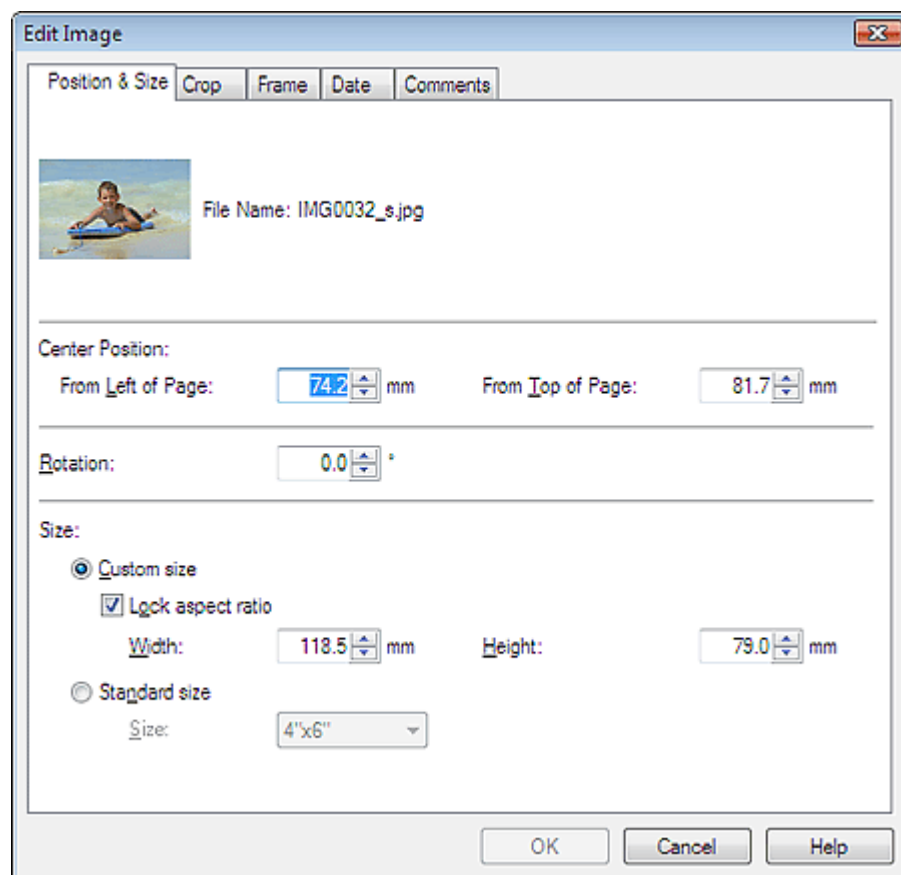 Edit Image
Position & Size Crop Frame Date Comments
File Name: IMG0032_s.jpg
Center Position:
From Left of Page: 74.2 mm From Top of Page: 81.7 mm
Rotation: 0.0 °
Size:
Custom size
Lock aspect ratio
Width: 118.5 mm Height: 79.0 mm
Standard size
Size: 4"x6"
OK Cancel Help